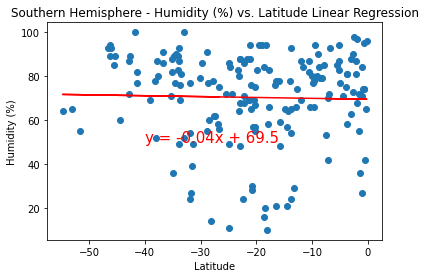 Southern Hemisphere - Humidity (%) vs. Latitude Linear Regression
100
80
60
40
20
Humidity (%)
y = -0.04x + 69.5
−50 −40 −30 −20 −10 0
Latitude